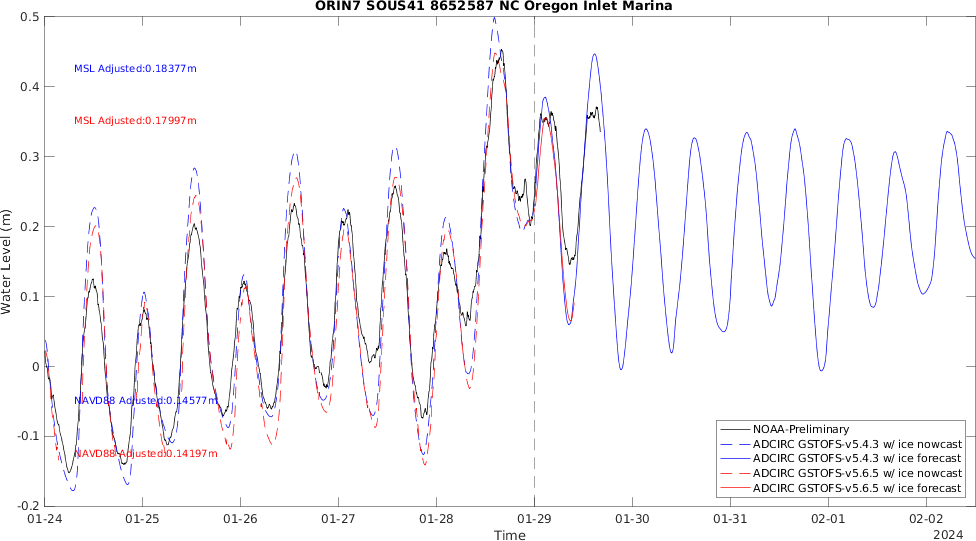 ORIN7 SOUS41 8652587 NC Oregon Inlet Marina
0.5
0.4
0.3
0.2
0.1
0
-0.1
-0.2
Water Level (m)
MSL Adjusted:0.18377m
MSL Adjusted:0.17997m
NAVD88 Adjusted:0.14577m
NAVD88 Adjusted:0.14197m
NOAA-Preliminary
ADCIRC GSTOFS-v5.4.3 w/ ice nowcast
ADCIRC GSTOFS-v5.4.3 w/ ice forecast
ADCIRC GSTOFS-v5.6.5 w/ ice nowcast
ADCIRC GSTOFS-v5.6.5 w/ ice forecast
01-24 01-25 01-26 01-27 01-28 01-29 01-30 01-31 02-01 02-02
Time
2024